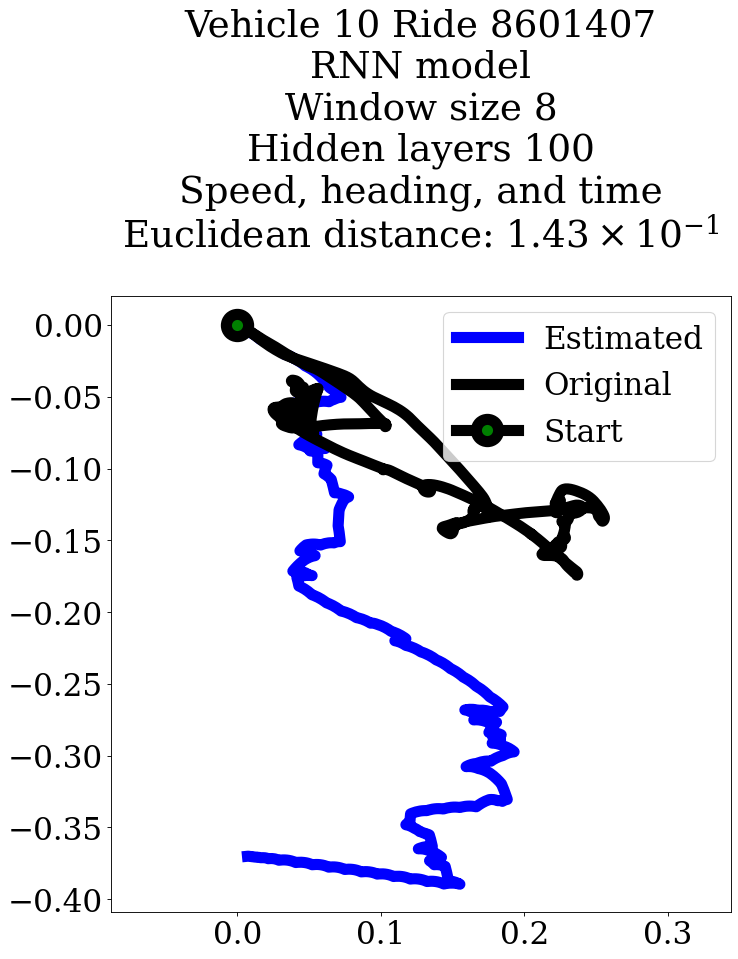 Vehicle 10 Ride 8601407
RNN model
Window size 8
Hidden layers 100
Speed, heading, and time
Euclidean distance: 1.43 × 10⁻¹
Estimated
Original
Start
0.00
−0.05
−0.10
−0.15
−0.20
−0.25
−0.30
−0.35
−0.40
0.0 0.1 0.2 0.3